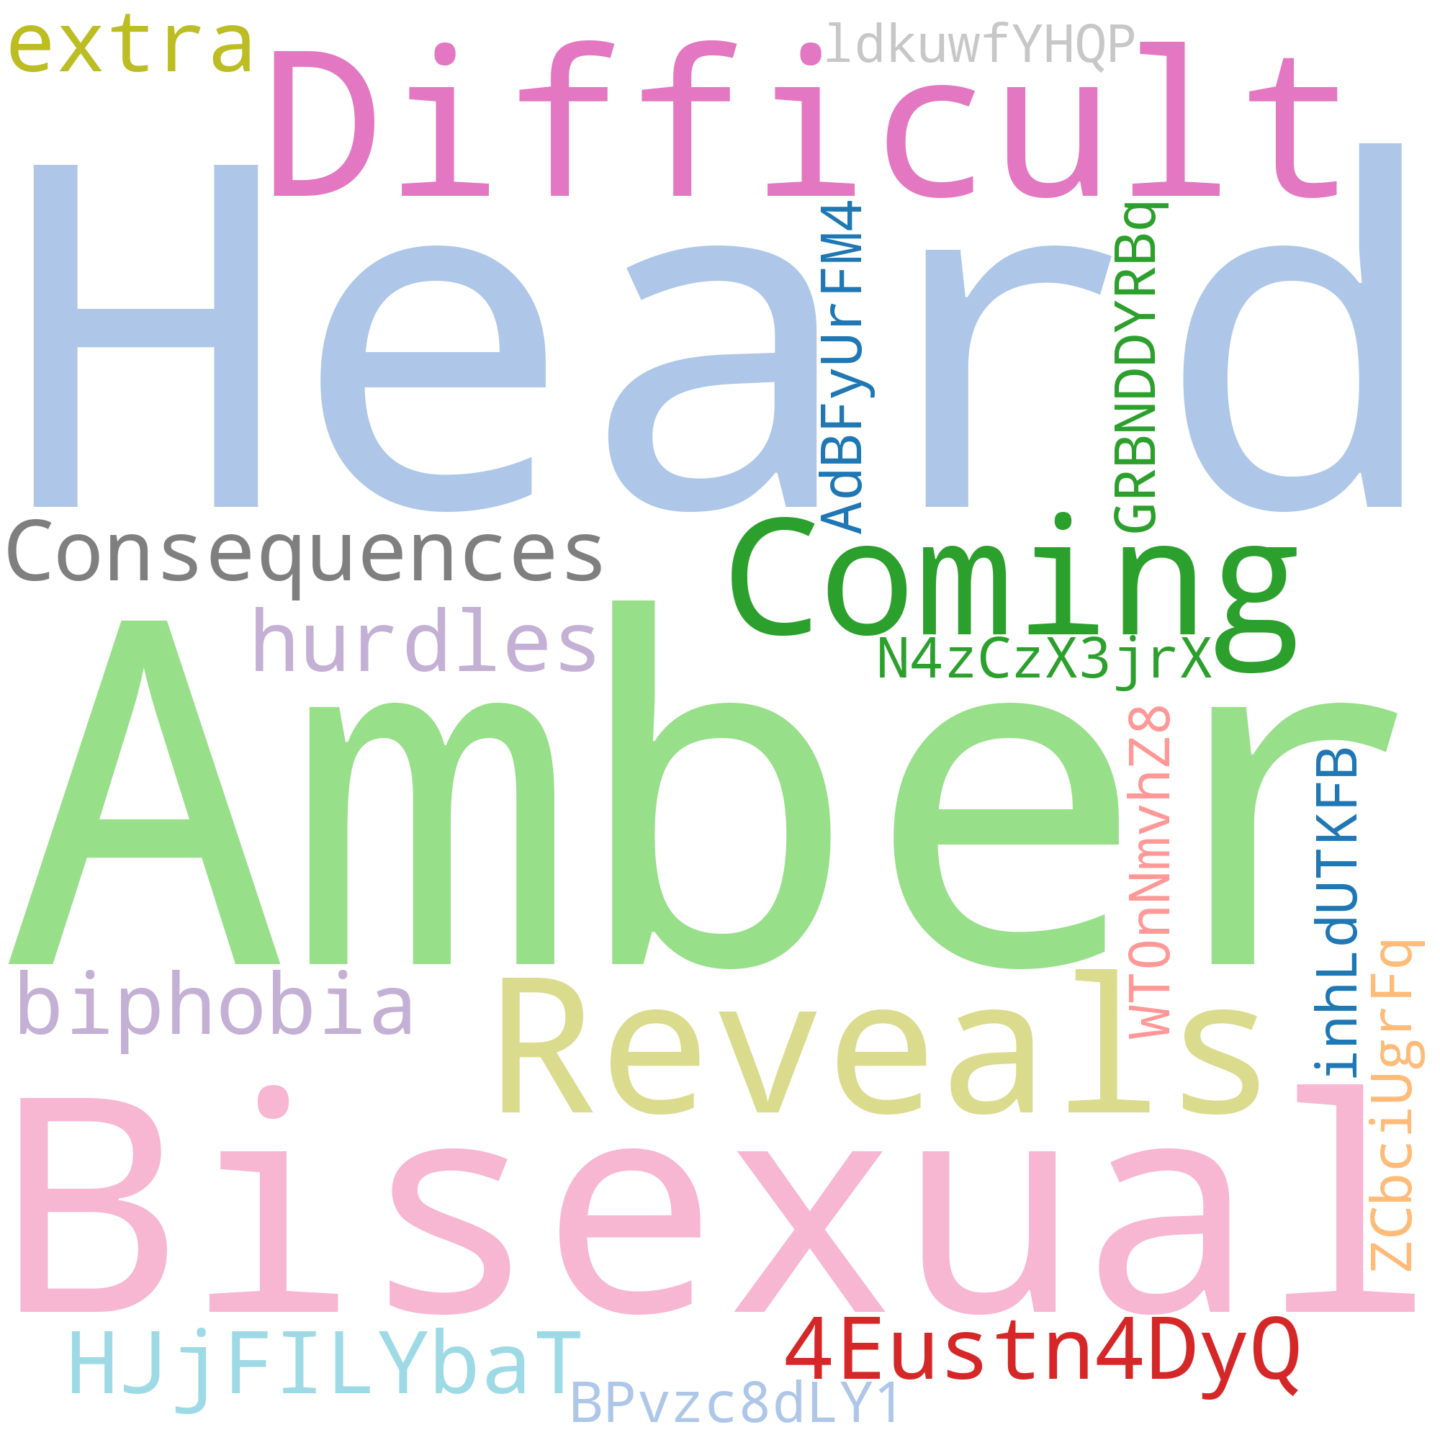 extra
ldkuwfYHQP
Difficult
Heard
AdBFyUrFM4
GRBNDDYRBq
Consequences
Coming
hurdles
N4zCzX3jrX
Amber
WTOnNmvhZ8
inhLdUTKFB
biphobia
Reveals
ZCbciUgrFq
Bisexual
HJjFILYbaT
4Eustn4DyQ
BPvzc8dLY1